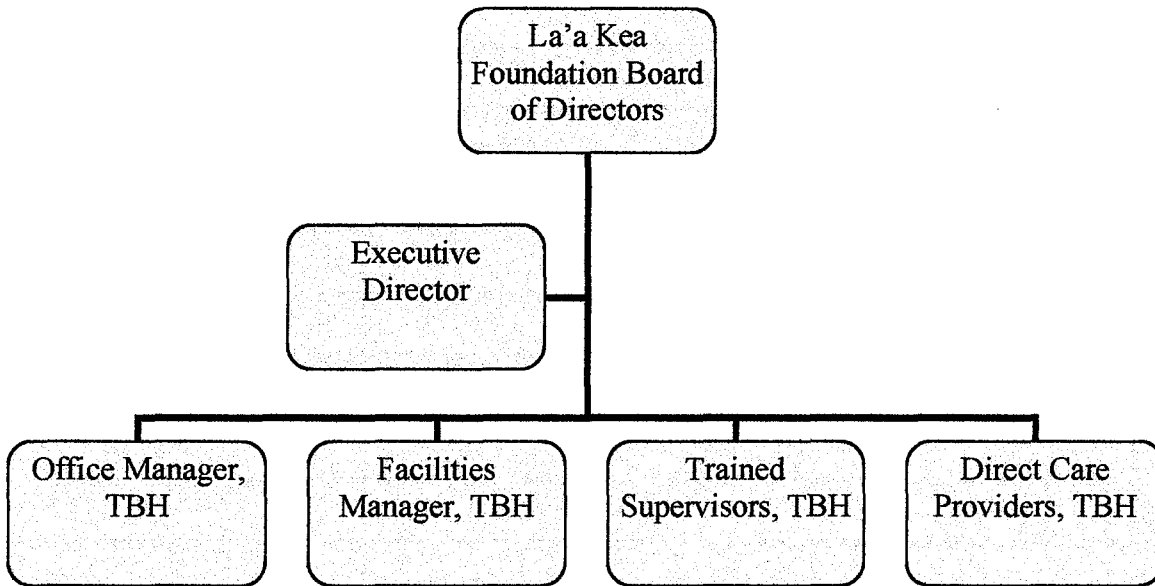 La'a Kea
Foundation Board
of Directors
Executive
Director
Office Manager,
TBH
Facilities
Manager, TBH
Trained
Supervisors, TBH
Direct Care
Providers, TBH